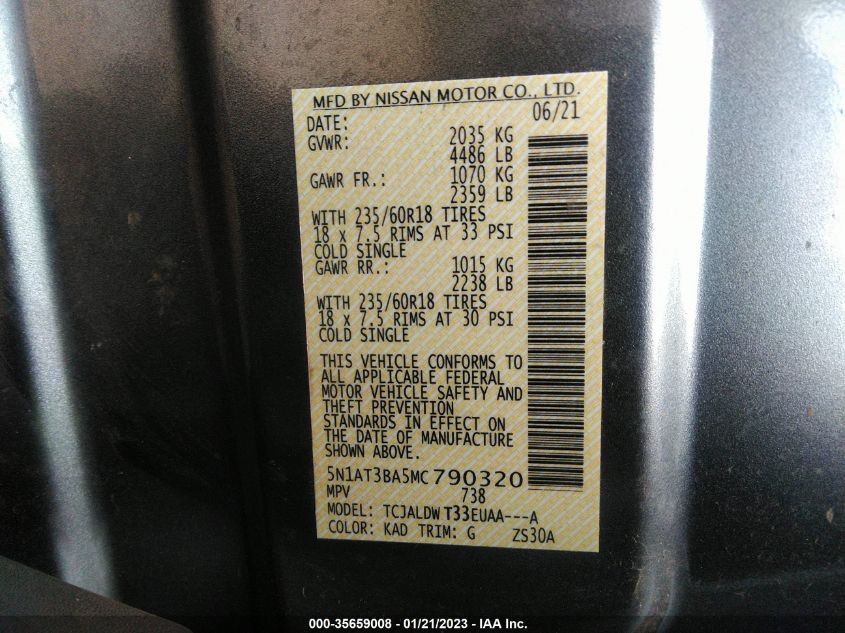 MFD BY NISSAN MOTOR CO., LTD.
DATE: 06/21
GVWR: 2035 KG
4486 LB
GAWR FR.: 1070 KG
2359 LB
WITH 235/60R18 TIRES
18 x 7.5 RIMS AT 33 PSI
COLD SINGLE
GAWR RR.: 1015 KG
2238 LB
WITH 235/60R18 TIRES
18 x 7.5 RIMS AT 30 PSI
COLD SINGLE
THIS VEHICLE CONFORMS TO
ALL APPLICABLE FEDERAL
MOTOR VEHICLE SAFETY AND
THEFT PREVENTION
STANDARDS IN EFFECT ON
THE DATE OF MANUFACTURE
SHOWN ABOVE.
5N1AT3BA5MC790320
MPV 738
MODEL: TCJALDWT33EUAA---A
COLOR: KAD TRIM: G ZS30A
000-35659008 - 01/21/2023 - IAA Inc.